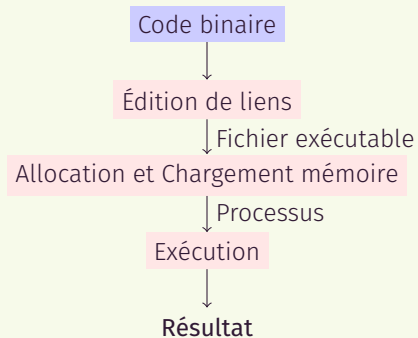 Code binaire
Édition de liens
Fichier exécutable
Allocation et Chargement mémoire
Processus
Exécution
Résultat